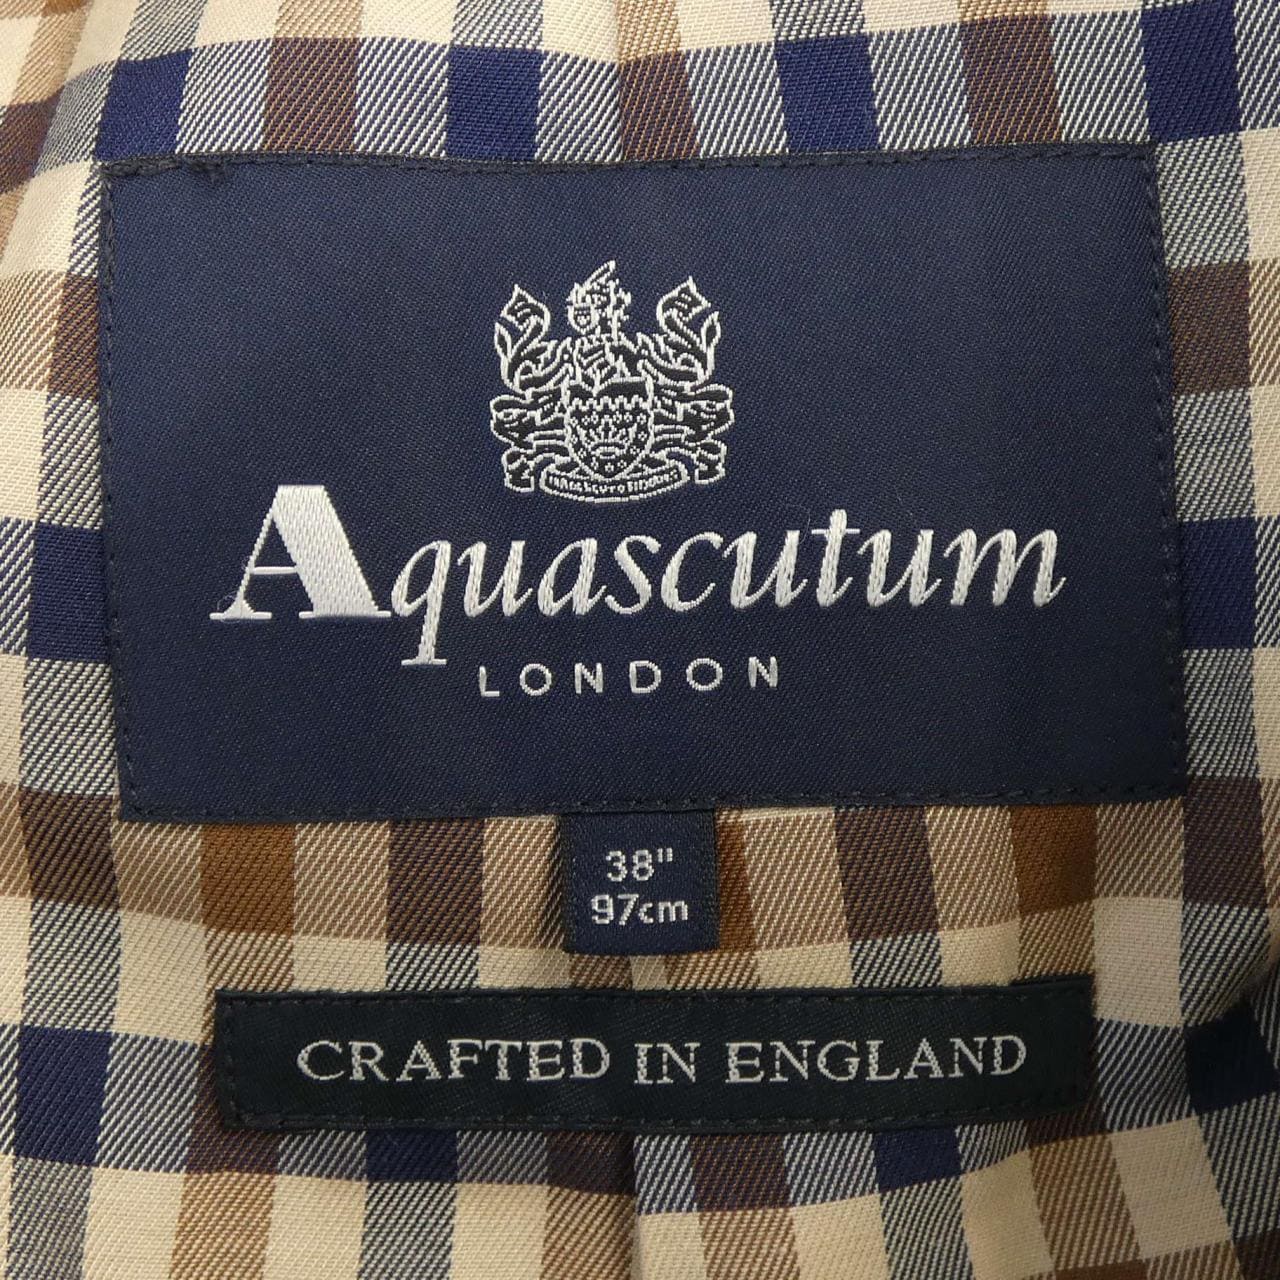 Aquascutum
LONDON
38"
97cm
CRAFTED IN ENGLAND